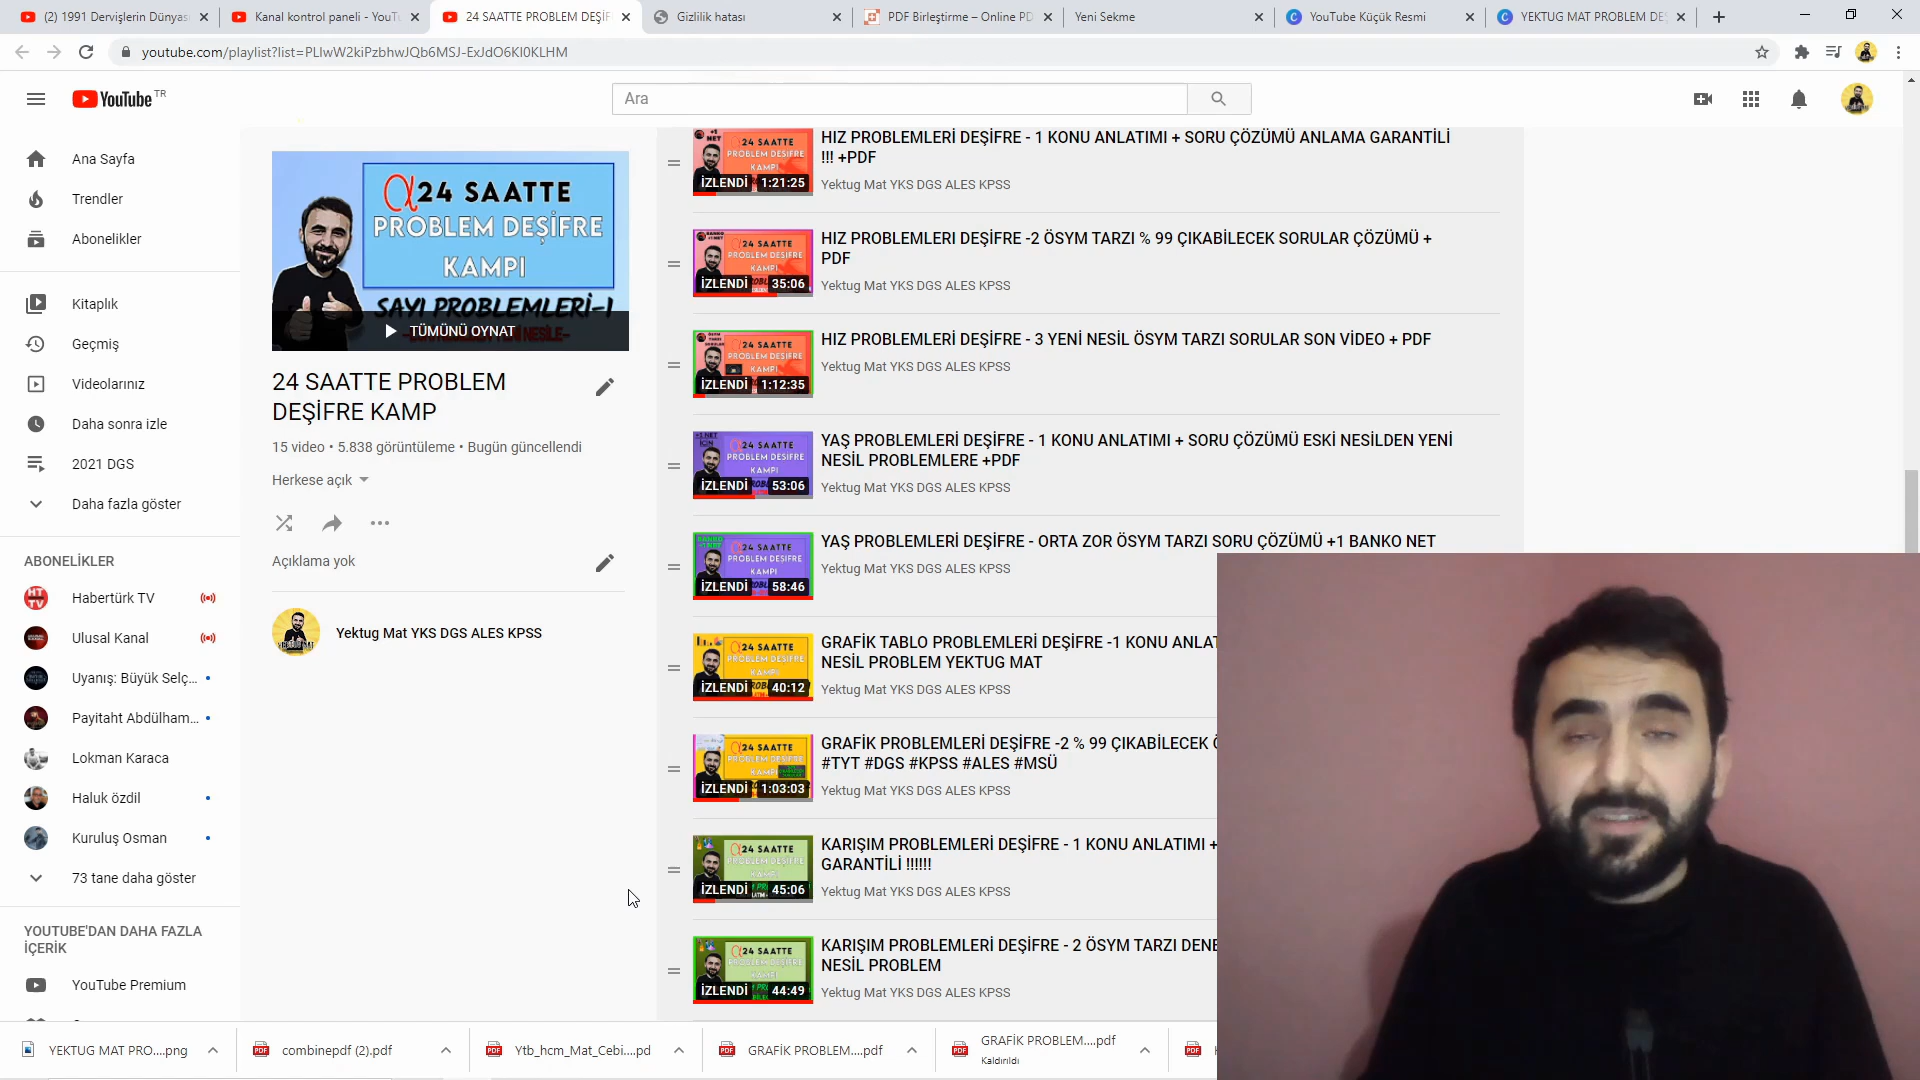 (2) 1991 Dervişlerin Dünyas
Kanal kontrol paneli - YouTu
24 SAATTE PROBLEM DEŞİF
Gizlilik hatası
PDF Birleştirme – Online PD
Yeni Sekme
YouTube Küçük Resmi
YEKTUG MAT PROBLEM DEŞ
youtube.com/playlist?list=PLlwW2kiPzbhwJQb6MSJ-ExJdO6Kl0KLHM
YouTube TR
Ara
Ana Sayfa
Trendler
Abonelikler
Kitaplık
Geçmiş
Videolarınız
Daha sonra izle
2021 DGS
Daha fazla göster
ABONELİKLER
Habertürk TV
Ulusal Kanal
Uyanış: Büyük Selç...
Payitaht Abdülham...
Lokman Karaca
Haluk özdil
Kuruluş Osman
73 tane daha göster
YOUTUBE'DAN DAHA FAZLA
İÇERİK
YouTube Premium
24 SAATTE
PROBLEM DEŞİFRE
KAMPI
SAYI PROBLEMLERİ-1
TÜMÜNÜ OYNAT
24 SAATTE PROBLEM
DEŞİFRE KAMP
15 video • 5.838 görüntüleme • Bugün güncellendi
Herkese açık
Açıklama yok
Yektug Mat YKS DGS ALES KPSS
HIZ PROBLEMLERİ DEŞİFRE - 1 KONU ANLATIMI + SORU ÇÖZÜMÜ ANLAMA GARANTİLİ
!!! +PDF
Yektug Mat YKS DGS ALES KPSS
İZLENDİ 1:21:25
HIZ PROBLEMLERI DEŞİFRE -2 ÖSYM TARZI % 99 ÇIKABİLECEK SORULAR ÇÖZÜMÜ +
PDF
Yektug Mat YKS DGS ALES KPSS
İZLENDİ 35:06
HIZ PROBLEMLERİ DEŞİFRE - 3 YENİ NESİL ÖSYM TARZI SORULAR SON VİDEO + PDF
Yektug Mat YKS DGS ALES KPSS
İZLENDİ 1:12:35
YAŞ PROBLEMLERİ DEŞİFRE - 1 KONU ANLATIMI + SORU ÇÖZÜMÜ ESKİ NESİLDEN YENİ
NESİL PROBLEMLERE +PDF
Yektug Mat YKS DGS ALES KPSS
İZLENDİ 53:06
YAŞ PROBLEMLERİ DEŞİFRE - ORTA ZOR ÖSYM TARZI SORU ÇÖZÜMÜ +1 BANKO NET
Yektug Mat YKS DGS ALES KPSS
İZLENDİ 58:46
GRAFİK TABLO PROBLEMLERİ DEŞİFRE -1 KONU ANLAT
NESİL PROBLEM YEKTUG MAT
Yektug Mat YKS DGS ALES KPSS
İZLENDİ 40:12
GRAFİK PROBLEMLERİ DEŞİFRE -2 % 99 ÇIKABİLECEK
#TYT #DGS #KPSS #ALES #MSÜ
Yektug Mat YKS DGS ALES KPSS
İZLENDİ 1:03:03
KARIŞIM PROBLEMLERİ DEŞİFRE - 1 KONU ANLATIMI +
GARANTİLİ !!!!!!
Yektug Mat YKS DGS ALES KPSS
İZLENDİ 45:06
KARIŞIM PROBLEMLERİ DEŞİFRE - 2 ÖSYM TARZI DENE
NESİL PROBLEM
Yektug Mat YKS DGS ALES KPSS
İZLENDİ 44:49
YEKTUG MAT PRO....png
combinepdf (2).pdf
Ytb_hcm_Mat_Cebi....pd
GRAFİK PROBLEM....pdf
GRAFİK PROBLEM....pdf
Kaldırıldı